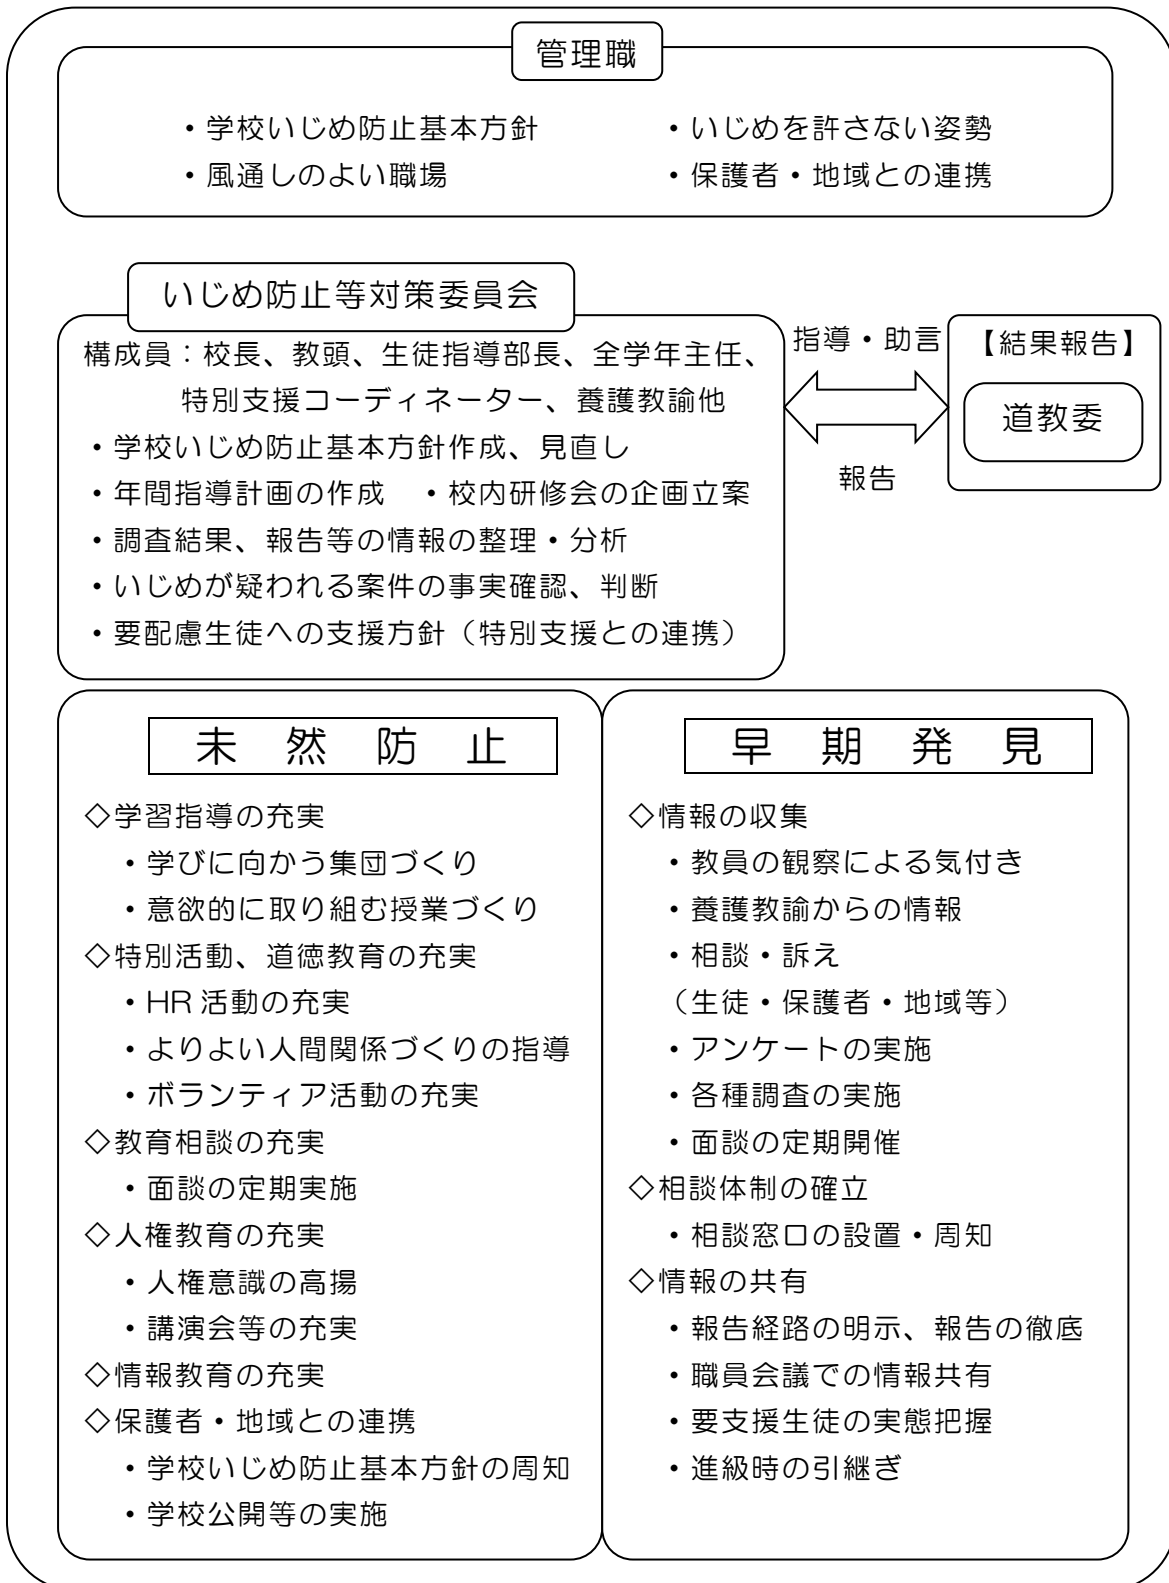 管理職
・学校いじめ防止基本方針　・いじめを許さない姿勢
・風通しのよい職場　・保護者・地域との連携
いじめ防止等対策委員会
構成員：校長、教頭、生徒指導部長、全学年主任、
特別支援コーディネーター、養護教諭他
・学校いじめ防止基本方針作成、見直し
・年間指導計画の作成　・校内研修会の企画立案
・調査結果、報告等の情報の整理・分析
・いじめが疑われる案件の事実確認、判断
・要配慮生徒への支援方針（特別支援との連携）
指導・助言
報告
【結果報告】
道教委
未然防止
◇学習指導の充実
・学びに向かう集団づくり
・意欲的に取り組む授業づくり
◇特別活動、道徳教育の充実
・HR 活動の充実
・よりよい人間関係づくりの指導
・ボランティア活動の充実
◇教育相談の充実
・面談の定期実施
◇人権教育の充実
・人権意識の高揚
・講演会等の充実
◇情報教育の充実
◇保護者・地域との連携
・学校いじめ防止基本方針の周知
・学校公開等の実施
早期発見
◇情報の収集
・教員の観察による気付き
・養護教諭からの情報
・相談・訴え
（生徒・保護者・地域等）
・アンケートの実施
・各種調査の実施
・面談の定期開催
◇相談体制の確立
・相談窓口の設置・周知
◇情報の共有
・報告経路の明示、報告の徹底
・職員会議での情報共有
・要支援生徒の実態把握
・進級時の引継ぎ